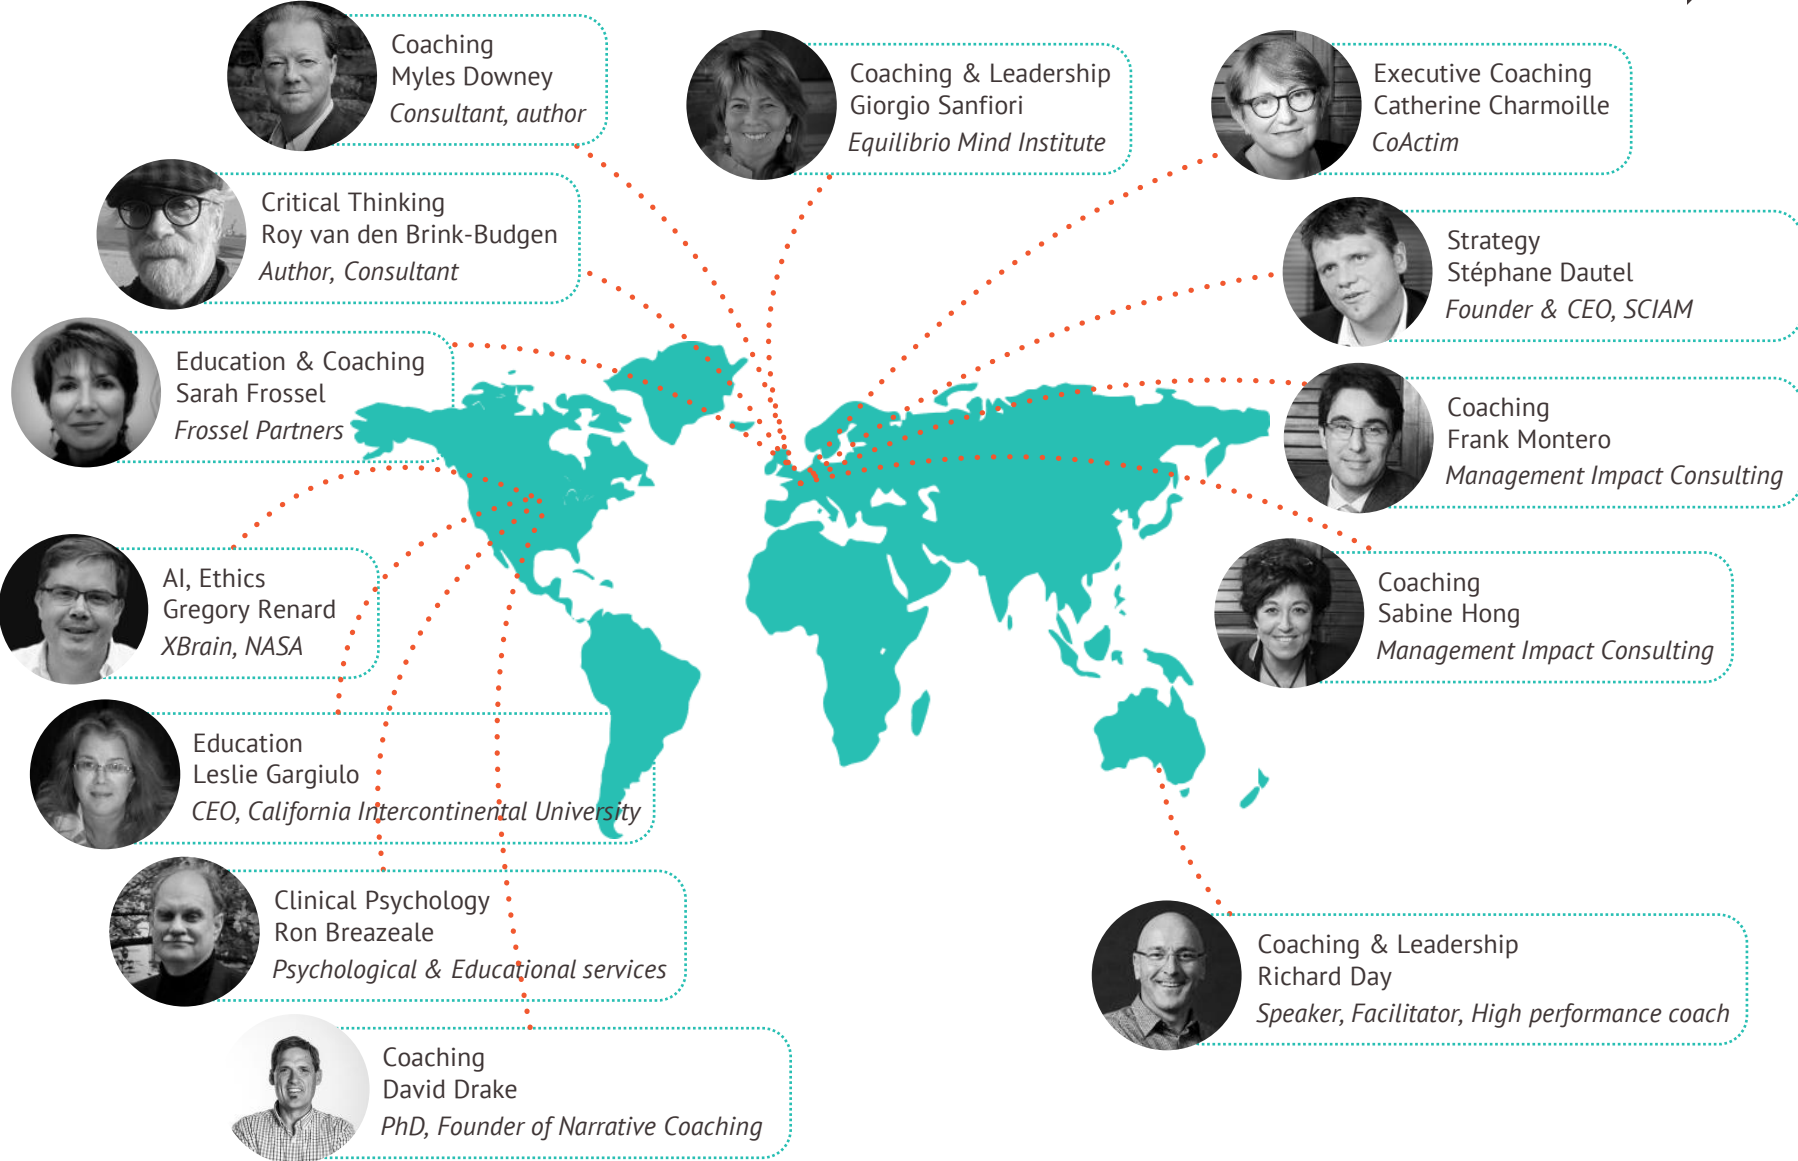 Coaching
Myles Downey
Consultant, author
Coaching & Leadership
Giorgio Sanfiori
Equilibrio Mind Institute
Executive Coaching
Catherine Charmoille
CoActim
Critical Thinking
Roy van den Brink-Budgen
Author, Consultant
Strategy
Stéphane Dautel
Founder & CEO, SCIAM
Education & Coaching
Sarah Frossel
Frossel Partners
Coaching
Frank Montero
Management Impact Consulting
AI, Ethics
Gregory Renard
XBrain, NASA
Coaching
Sabine Hong
Management Impact Consulting
Education
Leslie Gargiulo
CEO, California Intercontinental University
Clinical Psychology
Ron Breazeale
Psychological & Educational services
Coaching & Leadership
Richard Day
Speaker, Facilitator, High performance coach
Coaching
David Drake
PhD, Founder of Narrative Coaching